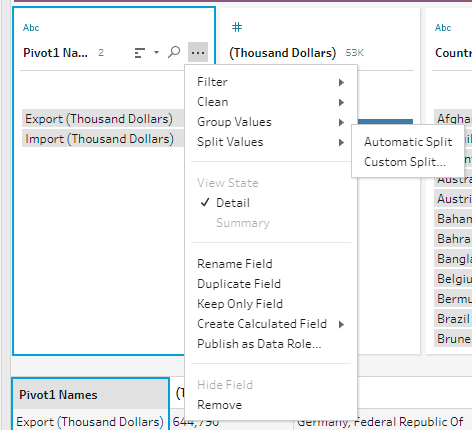 Abc
Abc
Pivot1 Na... 2
(Thousand Dollars) 53K
Countr
Filter
Clean
Group Values
Split Values
Automatic Split
Custom Split...
View State
Detail
Summary
Rename Field
Duplicate Field
Keep Only Field
Create Calculated Field
Publish as Data Role...
Hide Field
Remove
Export (Thousand Dollars)
Import (Thousand Dollars)
Afghar
Austra
Austri
Baham
Bahra
Bangla
Belgiu
Bermu
Brazil
Brune
Pivot1 Names
Export (Thousand Dollars) 644,790 Germany, Federal Republic Of